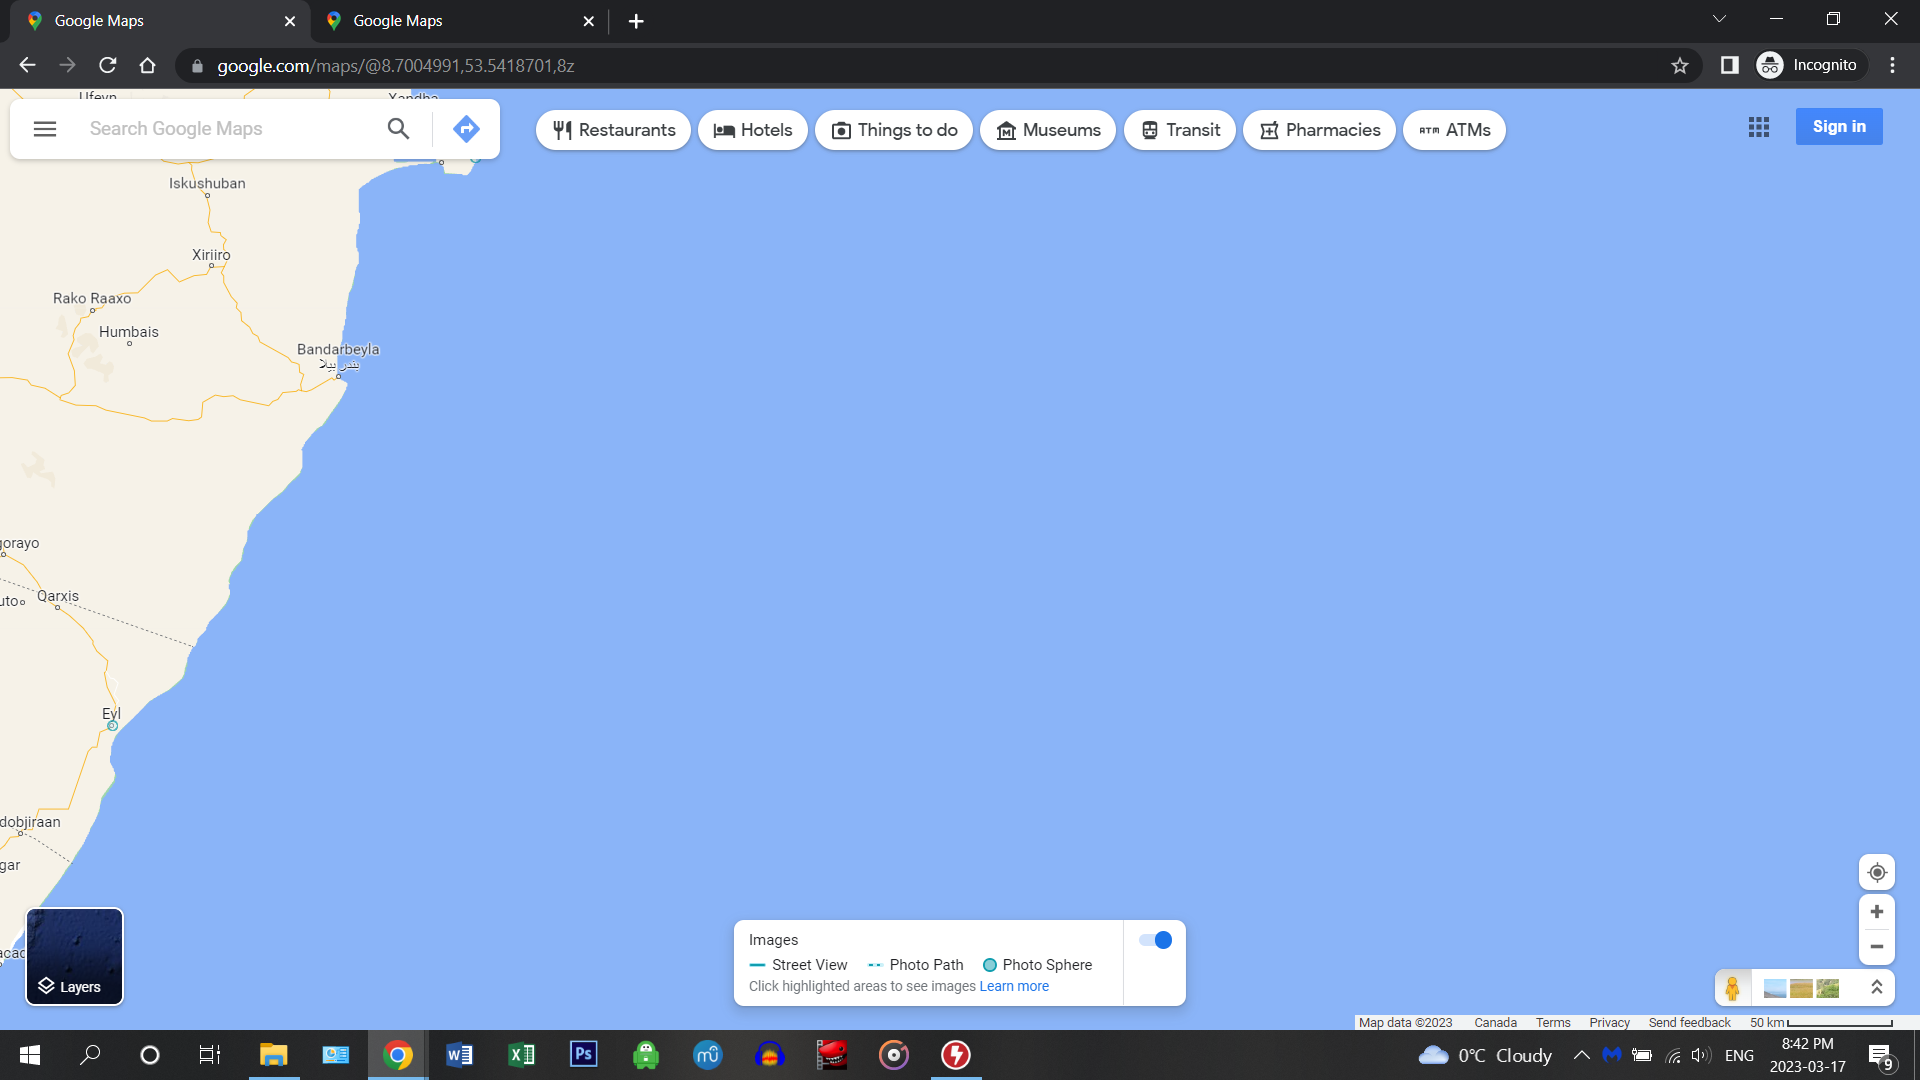 Google Maps
Google Maps
google.com/maps/@8.7004991,53.5418701,8z
Incognito
Ufeyn
Xandha
Search Google Maps
Restaurants
Hotels
Things to do
Museums
Transit
Pharmacies
ATM ATMs
Sign in
Iskushuban
Xiriiro
Rako Raaxo
Humbais
Bandarbeyla
بندر بيلا
gorayo
uto
Qarxis
Eyl
dobjiraan
gar
acad
Layers
Images
Street View
Photo Path
Photo Sphere
Click highlighted areas to see images Learn more
Map data ©2023 Canada Terms Privacy Send feedback 50 km
W
X
Ps
mü
0°C Cloudy
ENG
8:42 PM
2023-03-17
9